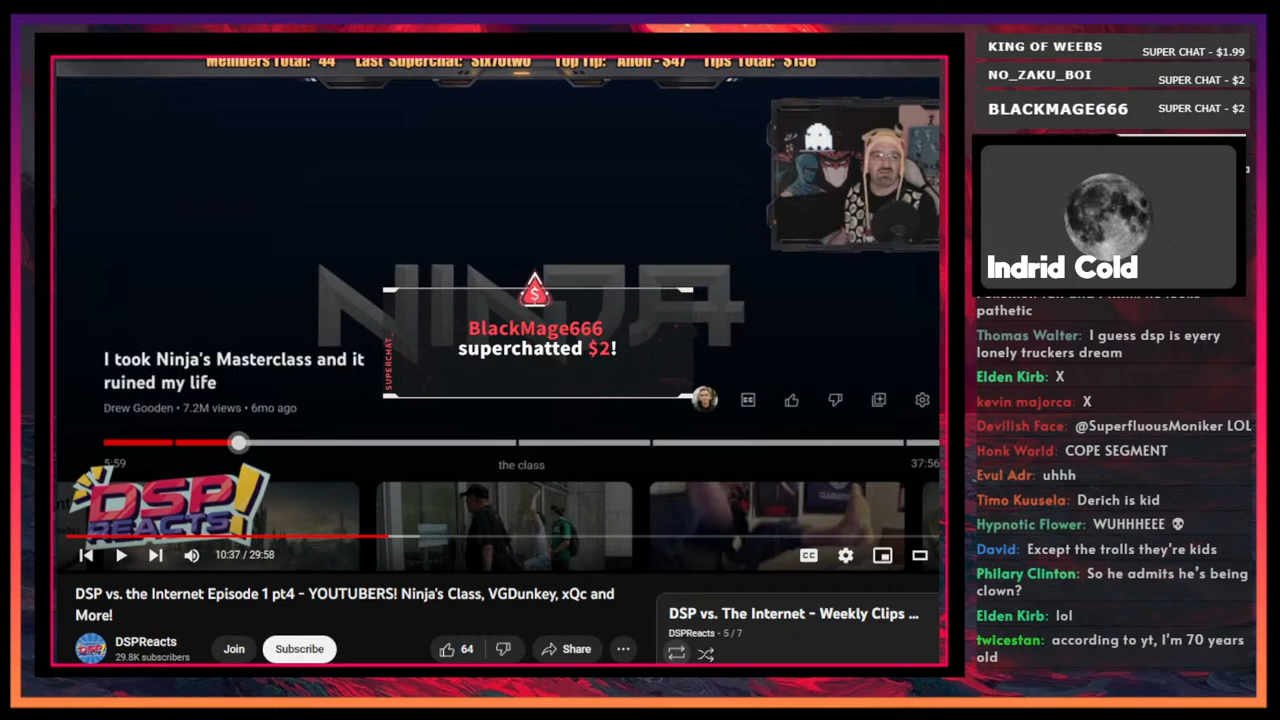 Members Total: 44 Last Superchat: Six7otwo Top Tip: Anon - $47 Tips Total: $156
NINJA
SUPERCHAT
BlackMage666
superchatted $2!
I took Ninja's Masterclass and it
ruined my life
Drew Gooden • 7.2M views • 6mo ago
CC
5:59
the class
37:56
DSP
REACTS!
10:37 / 29:58
CC
DSP vs. the Internet Episode 1 pt4 - YOUTUBERS! Ninja's Class, VGDunkey, xQc and
More!
DSPReacts
29.8K subscribers
Join
Subscribe
64
Share
DSP vs. The Internet - Weekly Clips ...
DSPReacts - 5 / 7
KING OF WEEBS SUPER CHAT - $1.99
NO_ZAKU_BOI SUPER CHAT - $2
BLACKMAGE666 SUPER CHAT - $2
Indrid Cold
pathetic
Thomas Walter: I guess dsp is eyery
lonely truckers dream
Elden Kirb: X
kevin majorca: X
Devilish Face: @SuperfluousMoniker LOL
Honk World: COPE SEGMENT
Evul Adr: uhhh
Timo Kuusela: Derich is kid
Hypnotic Flower: WUHHHEEE 💀
David: Except the trolls they're kids
Philary Clinton: So he admits he's being
clown?
Elden Kirb: lol
twicestan: according to yt, I'm 70 years
old